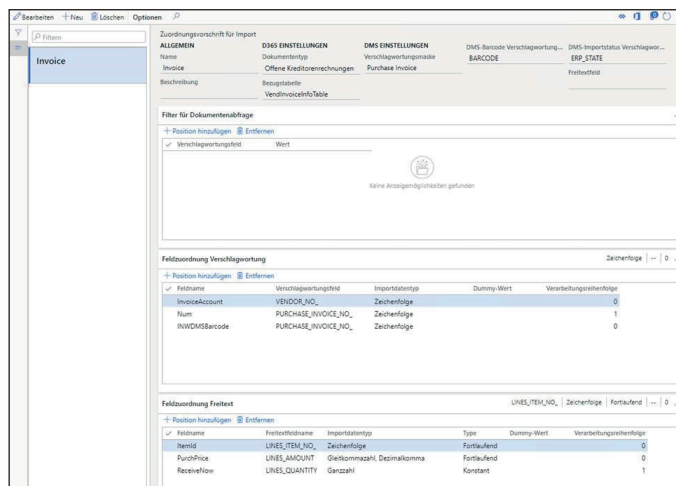 Bearbeiten + Neu Löschen Optionen
Filtern
Invoice
Zuordnungsvorschrift für Import
ALLGEMEIN D365 EINSTELLUNGEN DMS EINSTELLUNGEN DMS-Barcode Verschlagwortung... DMS-Importstatus Verschlagwor...
Name Dokumententyp Verschlagwortungsmaske BARCODE ERP_STATE
Invoice Offene Kreditorenrechnungen Purchase Invoice Freitextfeld
Beschreibung Bezugstabelle
VendInvoiceInfoTable
Filter für Dokumentenabfrage
+ Position hinzufügen Entfernen
Verschlagwortungsfeld Wert
Keine Anzeigemöglichkeiten gefunden
Feldzuordnung Verschlagwortung Zeichenfolge | -- | 0
+ Position hinzufügen Entfernen
Feldname Verschlagwortungsfeld Importdatentyp Dummy-Wert Verarbeitungsreihenfolge
InvoiceAccount VENDOR_NO_ Zeichenfolge 0
Num PURCHASE_INVOICE_NO_ Zeichenfolge 1
INWDMSBarcode PURCHASE_INVOICE_NO_ Zeichenfolge 0
Feldzuordnung Freitext LINES_ITEM_NO_ | Zeichenfolge | Fortlaufend | -- | 0
+ Position hinzufügen Entfernen
Feldname Freitextfeldname Importdatentyp Type Dummy-Wert Verarbeitungsreihenfolge
ItemId LINES_ITEM_NO_ Zeichenfolge Fortlaufend 0
PurchPrice LINES_AMOUNT Gleitkommazahl, Dezimalkomma Fortlaufend 0
ReceiveNow LINES_QUANTITY Ganzzahl Konstant 1